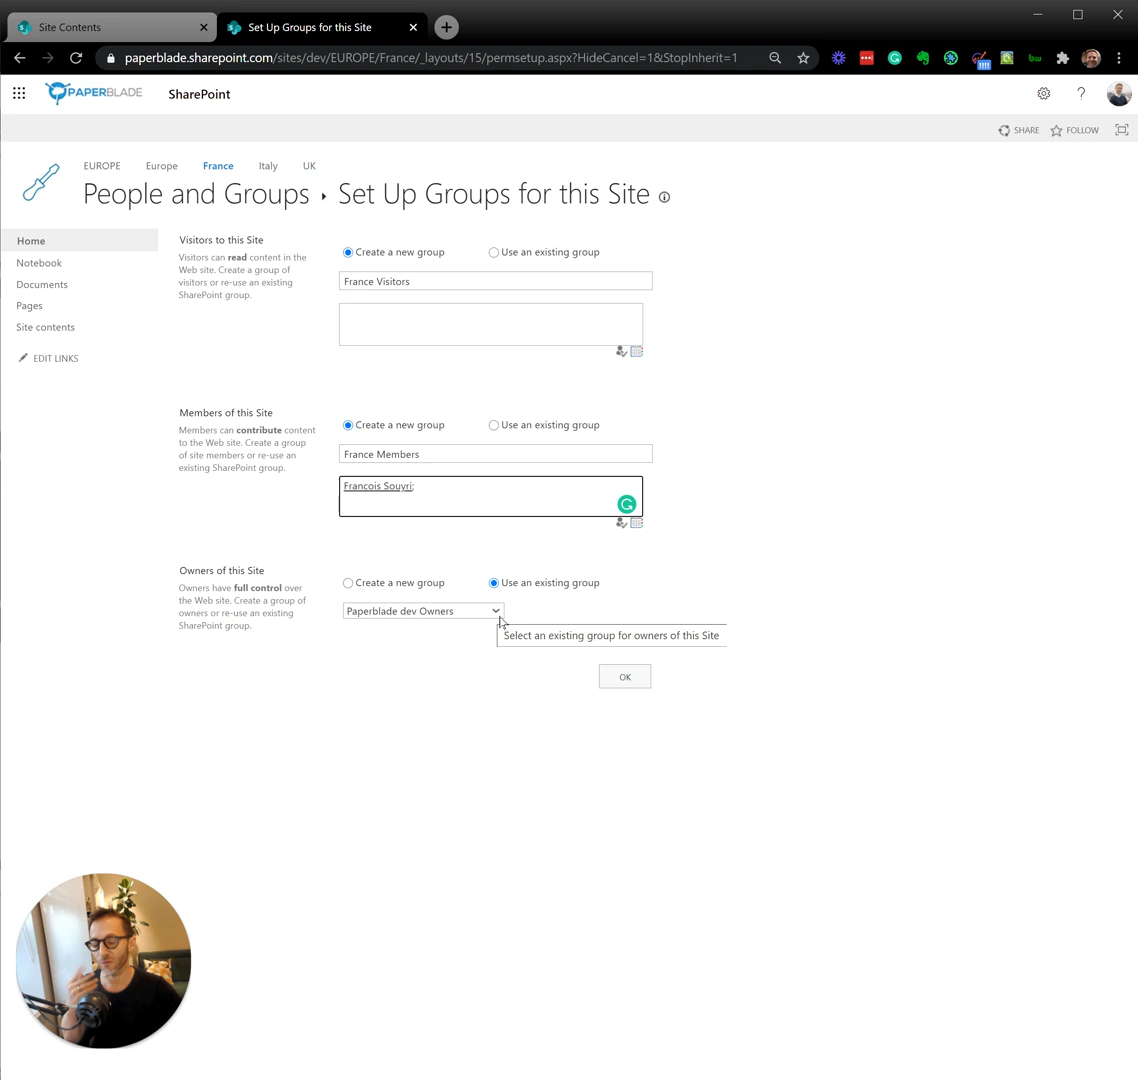 Site Contents
Set Up Groups for this Site
paperblade.sharepoint.com/sites/dev/EUROPE/France/_layouts/15/permsetup.aspx?HideCancel=1&StopInherit=1
PAPERBLADE
SharePoint
?
SHARE
FOLLOW
EUROPE
Europe
France
Italy
UK
People and Groups
Set Up Groups for this Site
Home
Notebook
Documents
Pages
Site contents
EDIT LINKS
Visitors to this Site
Visitors can read content in the
Web site. Create a group of
visitors or re-use an existing
SharePoint group.
Create a new group
Use an existing group
France Visitors
Members of this Site
Members can contribute content
to the Web site. Create a group
of site members or re-use an
existing SharePoint group.
Create a new group
Use an existing group
France Members
Francois Souyri;
Owners of this Site
Owners have full control over
the Web site. Create a group of
owners or re-use an existing
SharePoint group.
Create a new group
Use an existing group
Paperblade dev Owners
Select an existing group for owners of this Site
OK